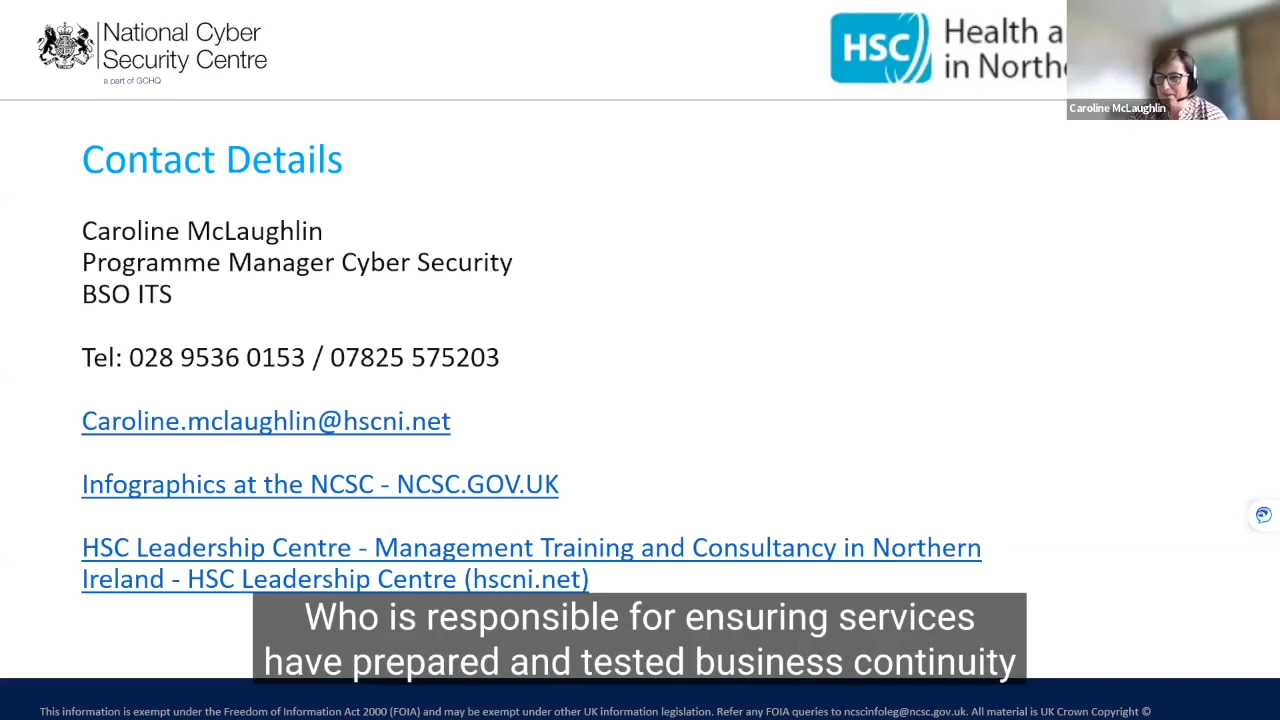 National Cyber
Security Centre
a part of GCHQ
HSC
Health a
in Northe
Caroline McLaughlin
Contact Details
Caroline McLaughlin
Programme Manager Cyber Security
BSO ITS
Tel: 028 9536 0153 / 07825 575203
Caroline.mclaughlin@hscni.net
Infographics at the NCSC - NCSC.GOV.UK
HSC Leadership Centre - Management Training and Consultancy in Northern
Ireland - HSC Leadership Centre (hscni.net)
Who is responsible for ensuring services
have prepared and tested business continuity
This information is exempt under the Freedom of Information Act 2000 (FOIA) and may be exempt under other UK information legislation. Refer any FOIA queries to ncscinfoleg@ncsc.gov.uk. All material is UK Crown Copyright ©